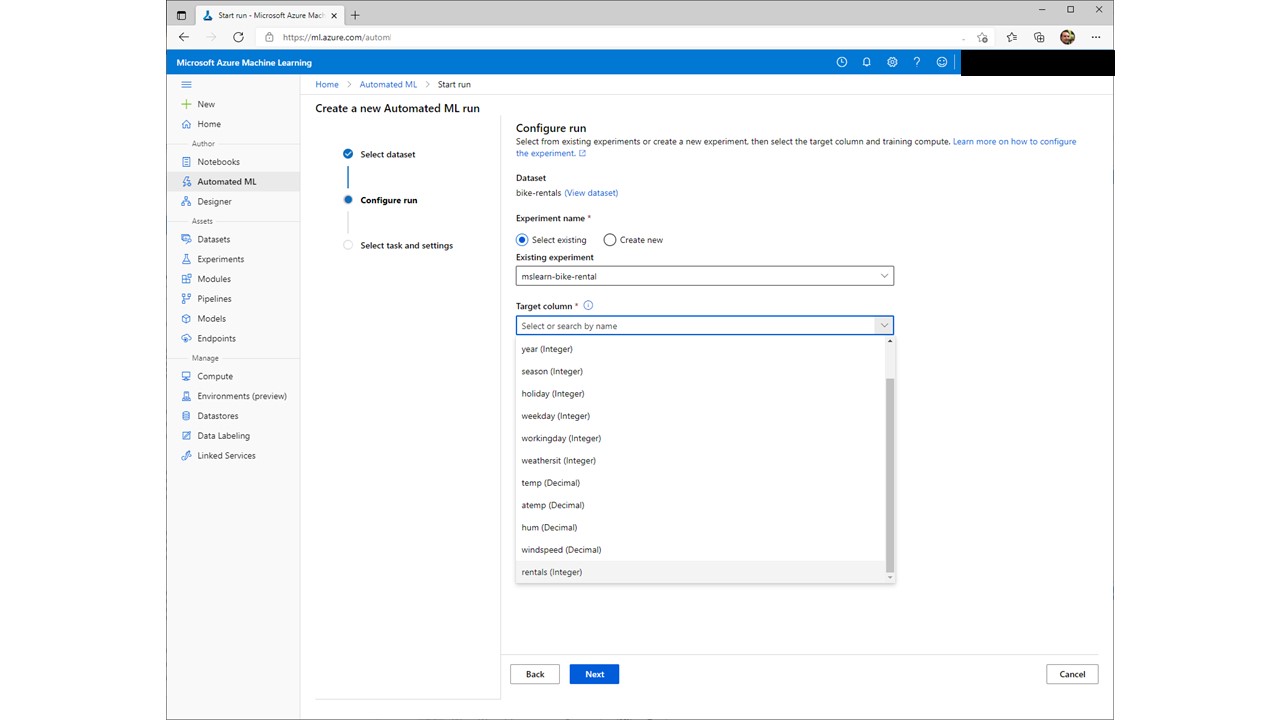 Start run - Microsoft Azure Mach
https://ml.azure.com/automl
Microsoft Azure Machine Learning
Home > Automated ML > Start run
New
Home
Author
Notebooks
Automated ML
Designer
Assets
Datasets
Experiments
Modules
Pipelines
Models
Endpoints
Manage
Compute
Environments (preview)
Datastores
Data Labeling
Linked Services
Create a new Automated ML run
Select dataset
Configure run
Select task and settings
Configure run
Select from existing experiments or create a new experiment, then select the target column and training compute. Learn more on how to configure
the experiment.
Dataset
bike-rentals (View dataset)
Experiment name *
Select existing Create new
Existing experiment
mslearn-bike-rental
Target column *
Select or search by name
year (Integer)
season (Integer)
holiday (Integer)
weekday (Integer)
workingday (Integer)
weathersit (Integer)
temp (Decimal)
atemp (Decimal)
hum (Decimal)
windspeed (Decimal)
rentals (Integer)
Back Next Cancel